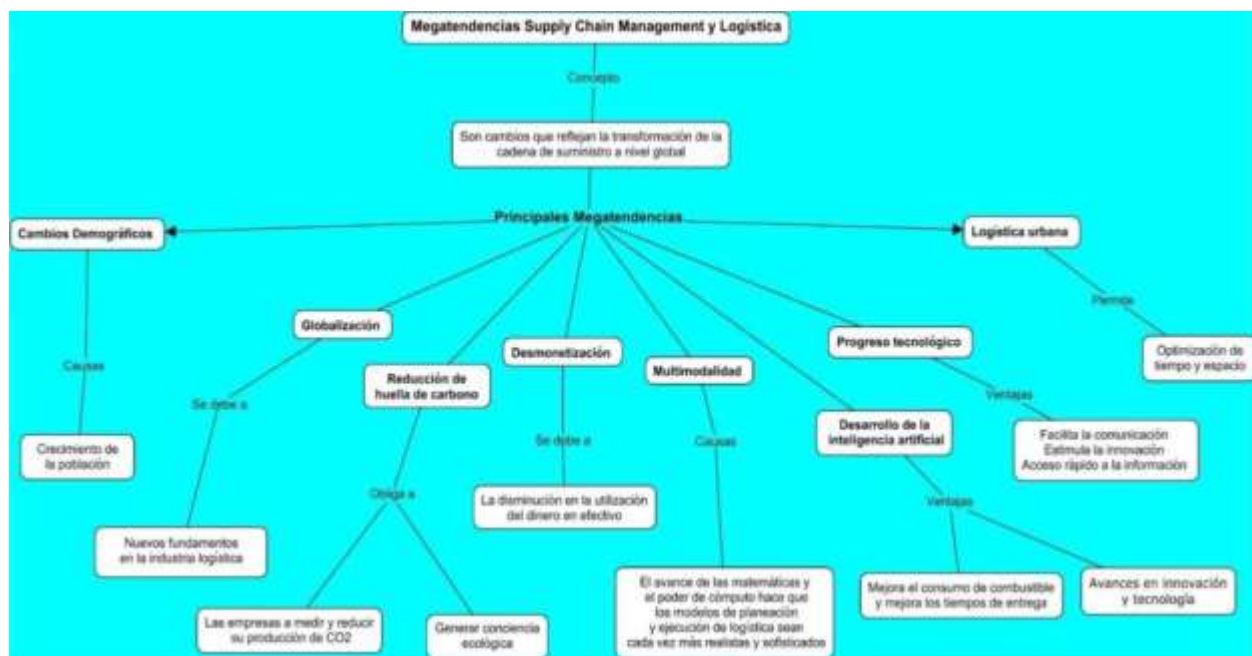 Megatendencias Supply Chain Management y Logística
Concepto
Son cambios que reflejan la transformación de la
cadena de suministro a nivel global
Principales Megatendencias
Cambios Demográficos
Causas
Crecimiento de
la población
Globalización
Se debe a
Nuevos fundamentos
en la industria logística
Reducción de
huella de carbono
Obliga a
Las empresas a medir y reducir
su producción de CO2
Generar conciencia
ecológica
Desmonetización
Se debe a
La disminución en la utilización
del dinero en efectivo
Multimodalidad
Causas
El avance de las matemáticas y
el poder de cómputo hace que
los modelos de planeación
y ejecución de logística sean
cada vez más realistas y sofisticados
Desarrollo de la
inteligencia artificial
Ventajas
Mejora el consumo de combustible
y mejora los tiempos de entrega
Avances en innovación
y tecnología
Progreso tecnológico
Ventajas
Facilita la comunicación
Estimula la innovación
Acceso rápido a la información
Logística urbana
Permite
Optimización de
tiempo y espacio